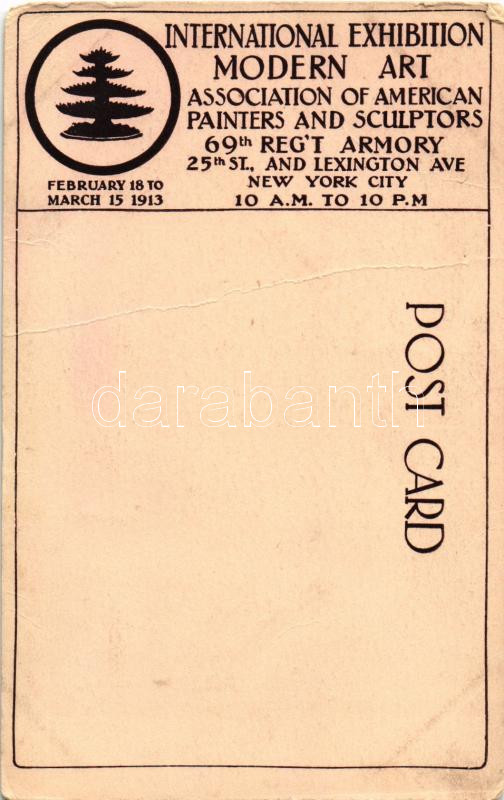 INTERNATIONAL EXHIBITION
MODERN ART
ASSOCIATION OF AMERICAN
PAINTERS AND SCULPTORS
69th REG'T ARMORY
25th ST., AND LEXINGTON AVE
NEW YORK CITY
10 A.M. TO 10 P.M
FEBRUARY 18 TO
MARCH 15 1913
POST CARD
darabanth